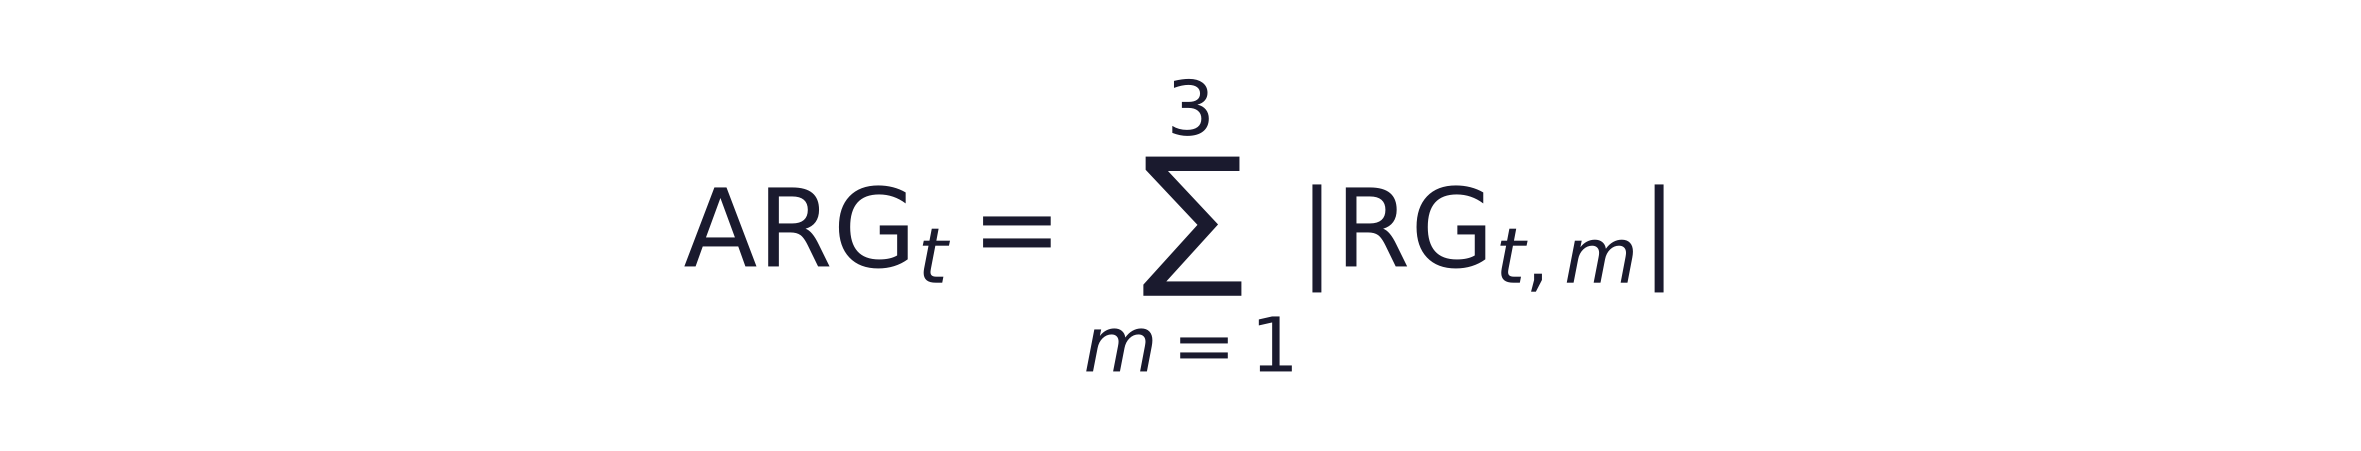 ARG_t = \sum_{m=1}^{3} |RG_{t,m}|